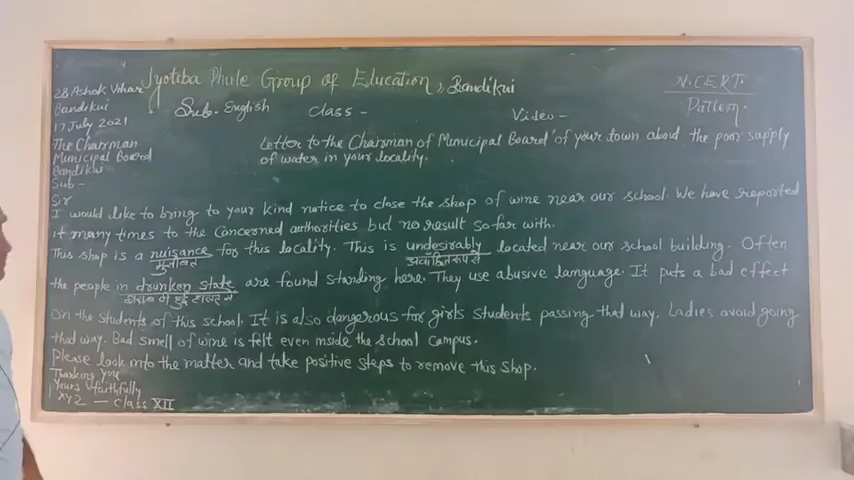 Jyotiba Phule Group of Education, Bandikui
N.CERT.
Pattern.
Sub- English Class - Video -
28 Ashok Vihar
Bandikui
17 July 2021
The Chairman
Municipal Board
Bandikui
Sub -
Letter to the Chairman of Municipal Board of your town about the poor supply
of water in your locality.
Sir
I would like to bring to your kind notice to close the shop of wine near our school. We have reported
it many times to the Concerned authorities but no result so far with.
This shop is a nuisance for this locality. This is undesirably located near our school building. Often
मुसीबत
अवांछित रूप से
the people in drunken state are found standing here. They use abusive language. It puts a bad effect
शराब पी हुई हालत में
on the students of this school. It is also dangerous for girls students passing that way. Ladies avoid going
that way. Bad smell of wine is felt even inside the school campus.
Please look into the matter and take positive steps to remove this shop.
Thanking you
Yours faithfully
XYZ - Class XII